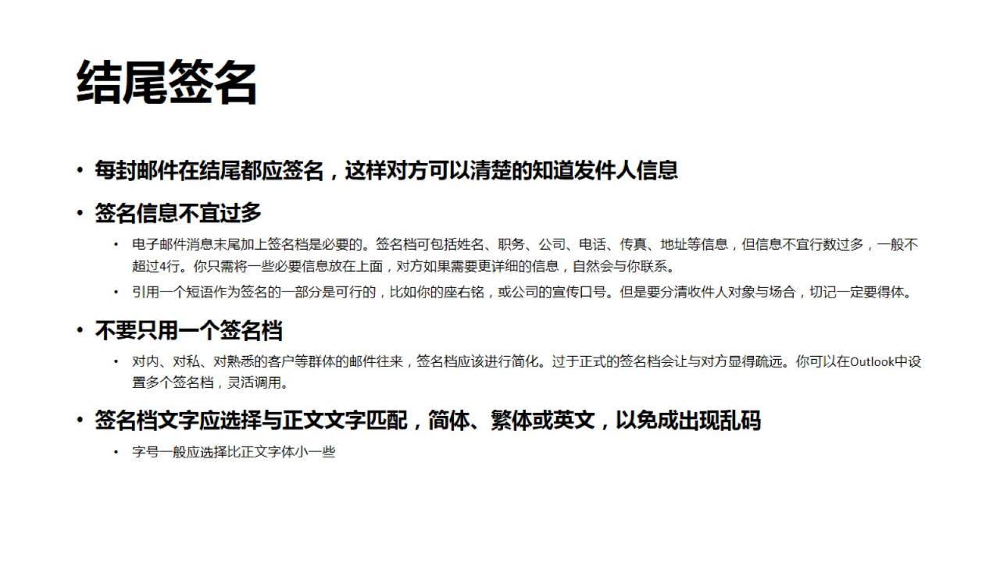 结尾签名
• 每封邮件在结尾都应签名，这样对方可以清楚的知道发件人信息
• 签名信息不宜过多
• 电子邮件消息末尾加上签名档是必要的。签名档可包括姓名、职务、公司、电话、传真、地址等信息，但信息不宜行数过多，一般不
超过4行。你只需将一些必要信息放在上面，对方如果需要更详细的信息，自然会与你联系。
• 引用一个短语作为签名的一部分是可行的，比如你的座右铭，或公司的宣传口号。但是要分清收件人对象与场合，切记一定要得体。
• 不要只用一个签名档
• 对内、对私、对熟悉的客户等群体的邮件往来，签名档应该进行简化。过于正式的签名档会让与对方显得疏远。你可以在Outlook中设
置多个签名档，灵活调用。
• 签名档文字应选择与正文文字匹配，简体、繁体或英文，以免成出现乱码
• 字号一般应选择比正文字体小一些